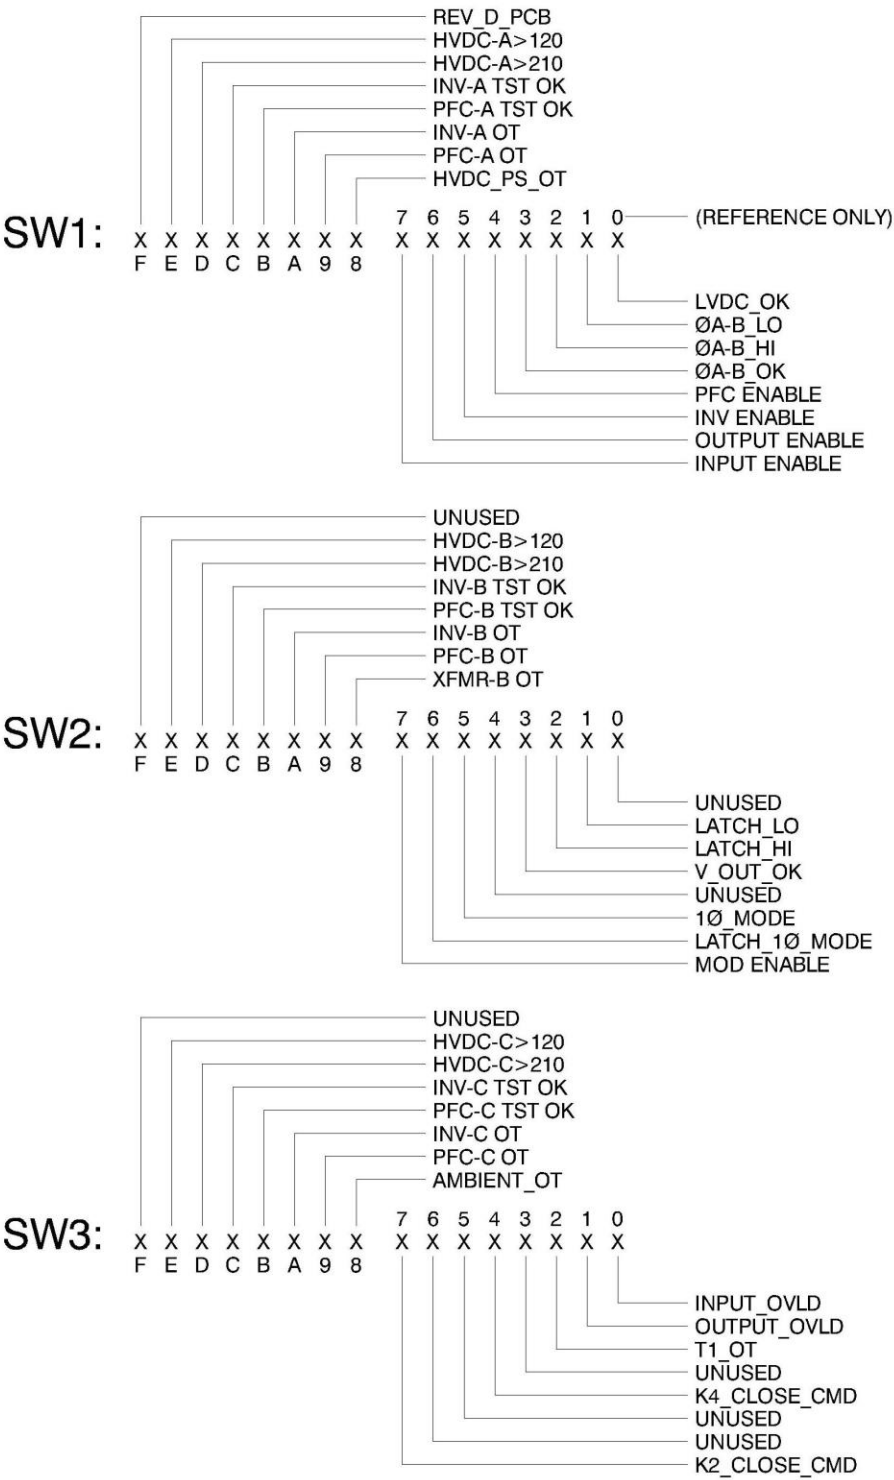 REV_D_PCB
HVDC-A>120
HVDC-A>210
INV-A TST OK
PFC-A TST OK
INV-A OT
PFC-A OT
HVDC_PS_OT
7 6 5 4 3 2 1 0 (REFERENCE ONLY)
SW1: X X X X X X X X X X X X X X X X
F E D C B A 9 8
LVDC_OK
ØA-B_LO
ØA-B_HI
ØA-B_OK
PFC ENABLE
INV ENABLE
OUTPUT ENABLE
INPUT ENABLE
UNUSED
HVDC-B>120
HVDC-B>210
INV-B TST OK
PFC-B TST OK
INV-B OT
PFC-B OT
XFMR-B OT
7 6 5 4 3 2 1 0
SW2: X X X X X X X X X X X X X X X X
F E D C B A 9 8
UNUSED
LATCH_LO
LATCH_HI
V_OUT_OK
UNUSED
1Ø_MODE
LATCH_1Ø_MODE
MOD ENABLE
UNUSED
HVDC-C>120
HVDC-C>210
INV-C TST OK
PFC-C TST OK
INV-C OT
PFC-C OT
AMBIENT_OT
7 6 5 4 3 2 1 0
SW3: X X X X X X X X X X X X X X X X
F E D C B A 9 8
INPUT_OVLD
OUTPUT_OVLD
T1_OT
UNUSED
K4_CLOSE_CMD
UNUSED
UNUSED
K2_CLOSE_CMD